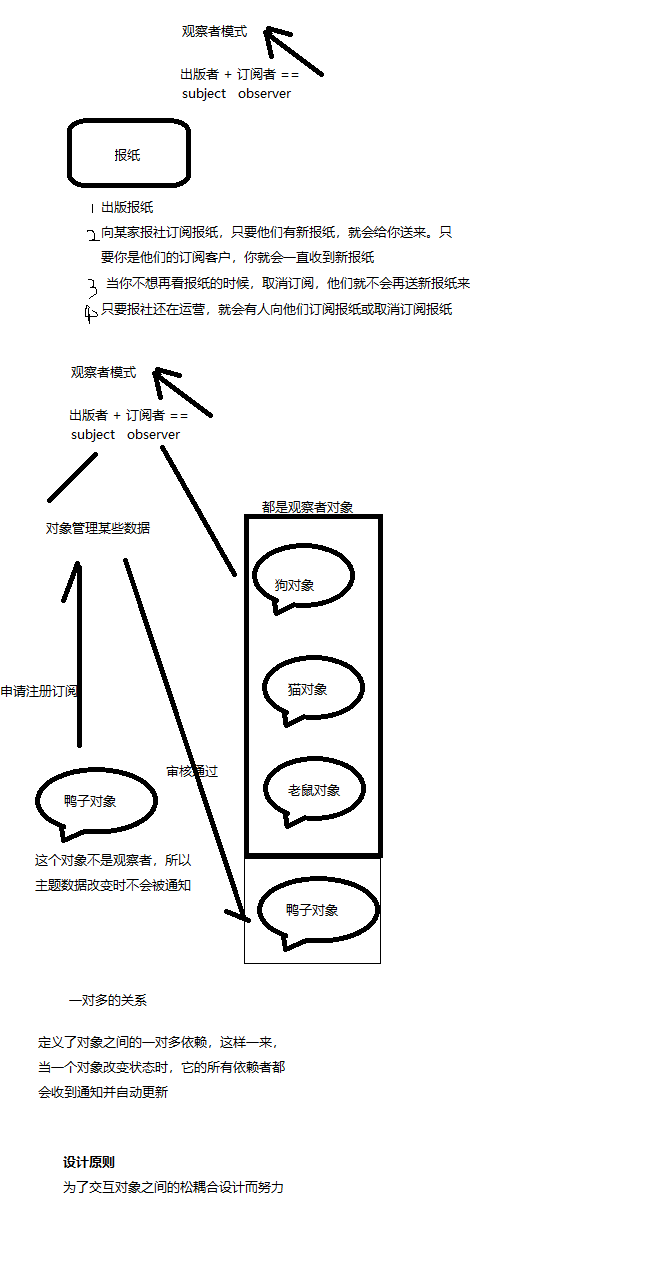 观察者模式
出版者 + 订阅者 ==
subject observer
报纸
1 出版报纸
2 向某家报社订阅报纸，只要他们有新报纸，就会给你送来。只
要你是他们的订阅客户，你就会一直收到新报纸
3 当你不想再看报纸的时候，取消订阅，他们就不会再送新报纸来
4 只要报社还在运营，就会有人向他们订阅报纸或取消订阅报纸
观察者模式
出版者 + 订阅者 ==
subject observer
都是观察者对象
对象管理某些数据
狗对象
猫对象
申请注册订阅
审核通过
老鼠对象
鸭子对象
这个对象不是观察者，所以
主题数据改变时不会被通知
鸭子对象
一对多的关系
定义了对象之间的一对多依赖，这样一来，
当一个对象改变状态时，它的所有依赖者都
会收到通知并自动更新
设计原则
为了交互对象之间的松耦合设计而努力